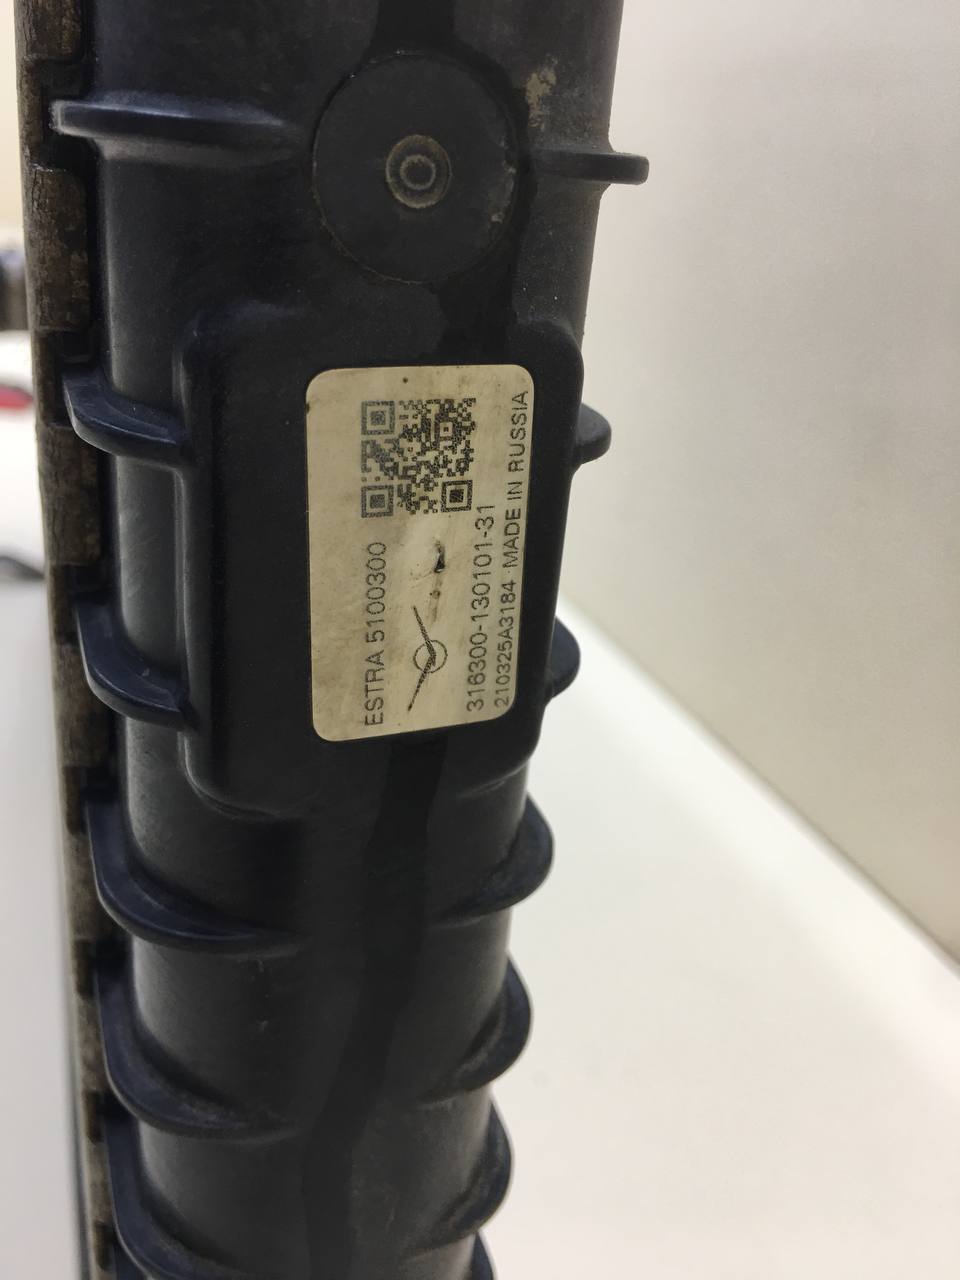 ESTRA 5100300
316300-130101-31
210325A3184 MADE IN RUSSIA